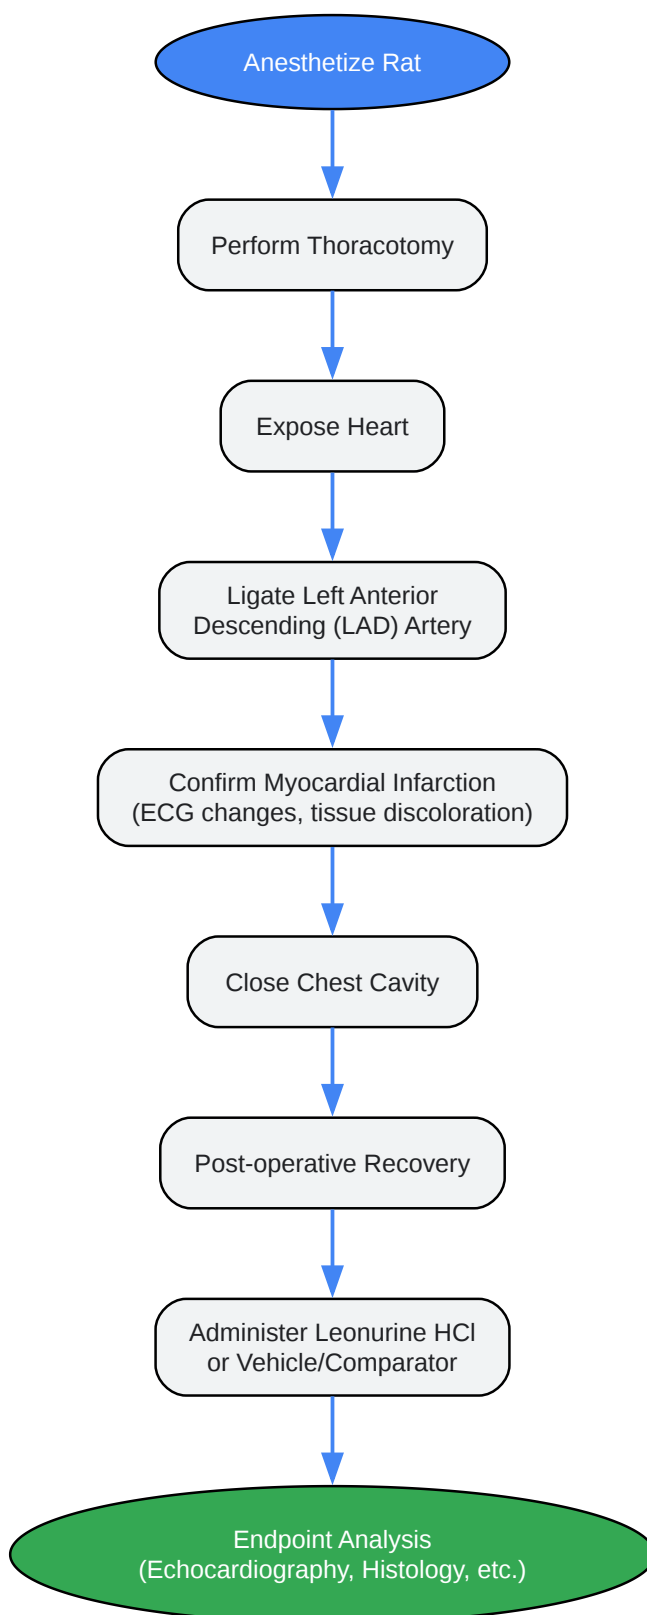 Anesthetize Rat
Perform Thoracotomy
Expose Heart
Ligate Left Anterior
Descending (LAD) Artery
Confirm Myocardial Infarction
(ECG changes, tissue discoloration)
Close Chest Cavity
Post-operative Recovery
Administer Leonurine HCl
or Vehicle/Comparator
Endpoint Analysis
(Echocardiography, Histology, etc.)